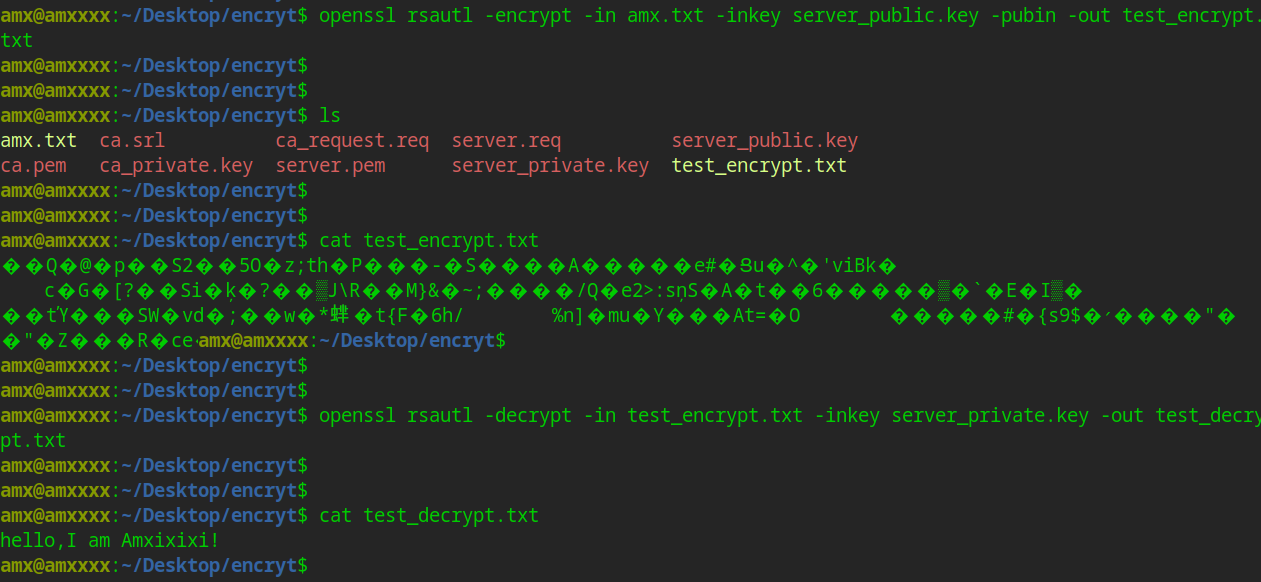 amx@amxxxx:~/Desktop/encryt$ openssl rsautl -encrypt -in amx.txt -inkey server_public.key -pubin -out test_encrypt.
txt
amx@amxxxx:~/Desktop/encryt$
amx@amxxxx:~/Desktop/encryt$
amx@amxxxx:~/Desktop/encryt$ ls
amx.txt ca.srl ca_request.req server.req server_public.key
ca.pem ca_private.key server.pem server_private.key test_encrypt.txt
amx@amxxxx:~/Desktop/encryt$
amx@amxxxx:~/Desktop/encryt$
amx@amxxxx:~/Desktop/encryt$ cat test_encrypt.txt
��Q�@�p��S2��5O�z;th�P���-�S����A�����e#�Յu�^�'viBk�
c�G�[?��Si�ķ�?��▒J\R��M}&�~;����/Q�e2>:sņS�A�t��6�����▒�`�E�I▒�
��tΎ���SW�vd�;��w�*�t{F�6h/ %n]�mu�Y���At=�O �����#�{s9$�����"�
�"�Z���R�ce amx@amxxxx:~/Desktop/encryt$
amx@amxxxx:~/Desktop/encryt$
amx@amxxxx:~/Desktop/encryt$
amx@amxxxx:~/Desktop/encryt$ openssl rsautl -decrypt -in test_encrypt.txt -inkey server_private.key -out test_decry
pt.txt
amx@amxxxx:~/Desktop/encryt$
amx@amxxxx:~/Desktop/encryt$
amx@amxxxx:~/Desktop/encryt$ cat test_decrypt.txt
hello,I am Amxixixi!
amx@amxxxx:~/Desktop/encryt$